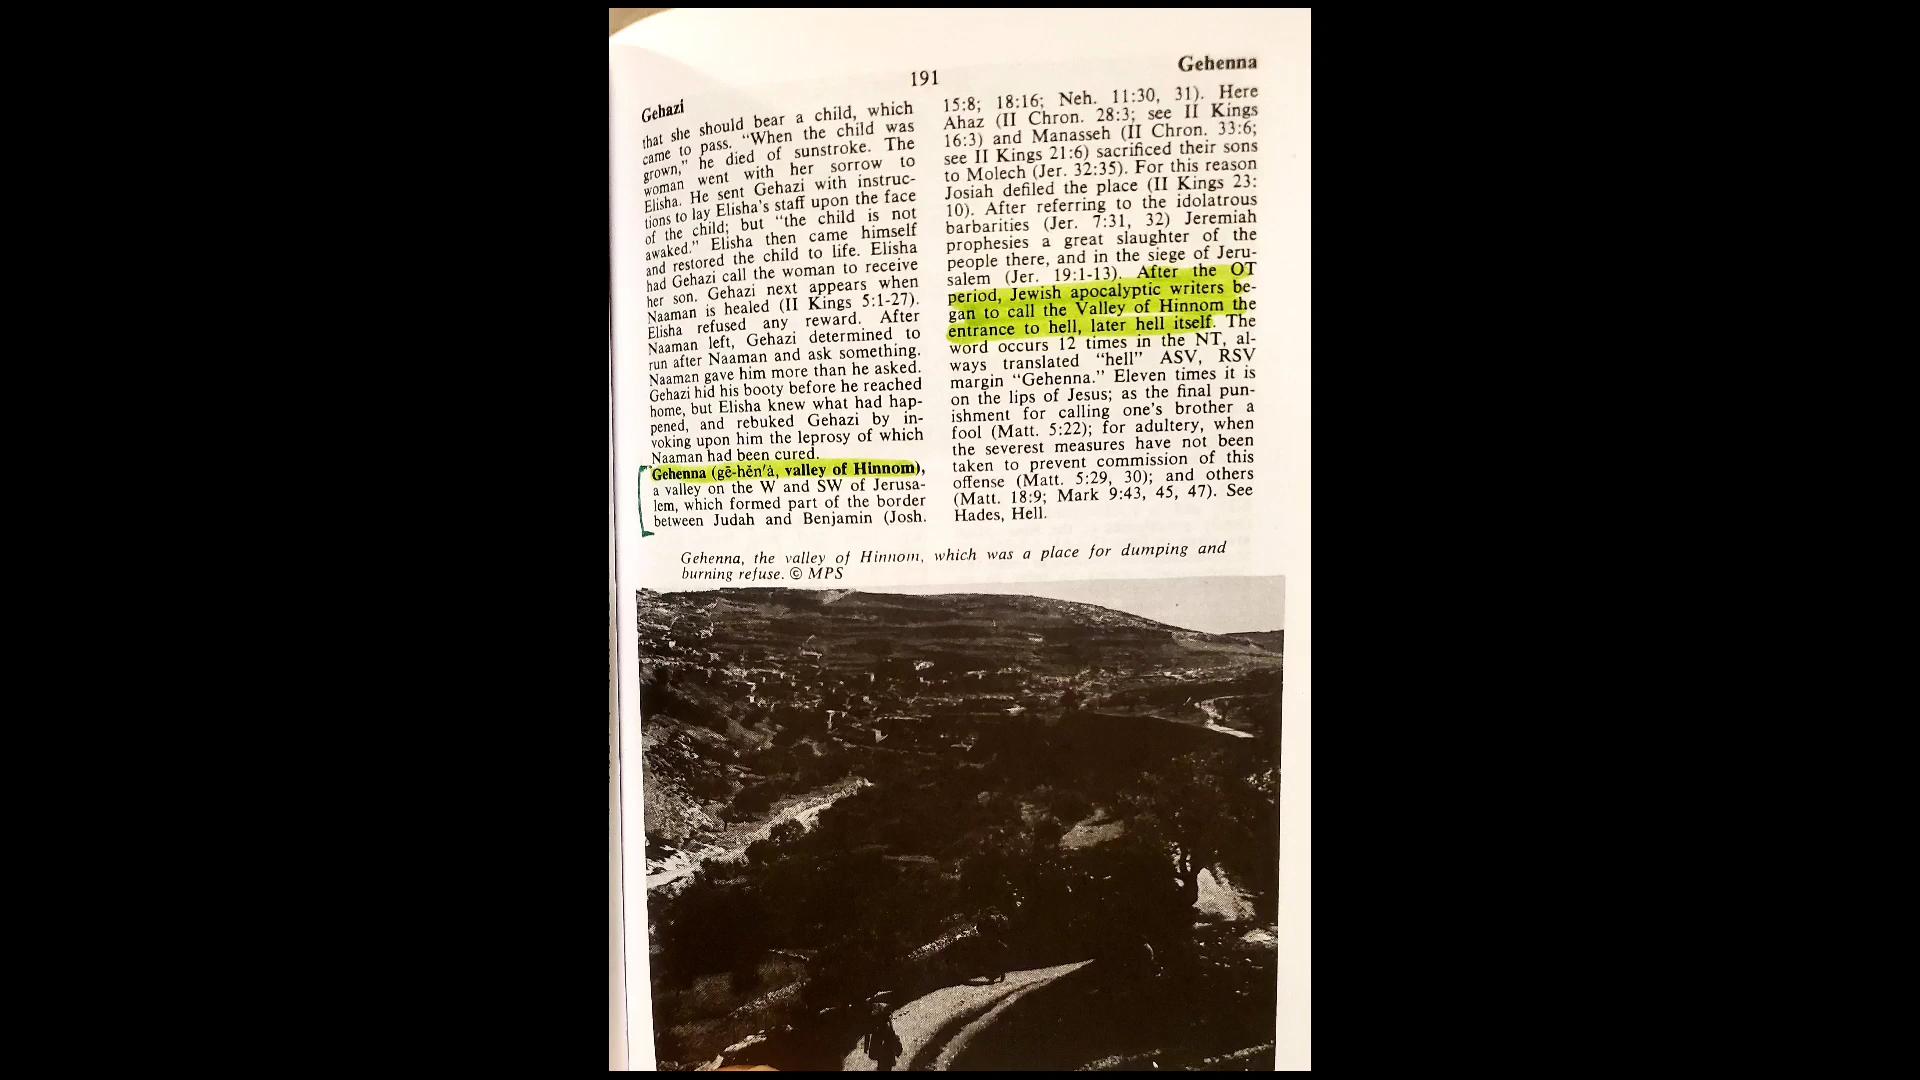 191
Gehenna
Gehazi
that she should bear a child, which
came to pass. “When the child was
grown,” he died of sunstroke. The
woman went with her sorrow to
Elisha. He sent Gehazi with instruc-
tions to lay Elisha’s staff upon the face
of the child; but “the child is not
awaked.” Elisha then came himself
and restored the child to life. Elisha
had Gehazi call the woman to receive
her son. Gehazi next appears when
Naaman is healed (II Kings 5:1-27).
Elisha refused any reward. After
Naaman left, Gehazi determined to
run after Naaman and ask something.
Naaman gave him more than he asked.
Gehazi hid his booty before he reached
home, but Elisha knew what had hap-
pened, and rebuked Gehazi by in-
voking upon him the leprosy of which
Naaman had been cured.
Gehenna (gē-hĕn′à, valley of Hinnom),
a valley on the W and SW of Jerusa-
lem, which formed part of the border
between Judah and Benjamin (Josh.
15:8; 18:16; Neh. 11:30, 31). Here
Ahaz (II Chron. 28:3; see II Kings
16:3) and Manasseh (II Chron. 33:6;
see II Kings 21:6) sacrificed their sons
to Molech (Jer. 32:35). For this reason
Josiah defiled the place (II Kings 23:
10). After referring to the idolatrous
barbarities (Jer. 7:31, 32) Jeremiah
prophesies a great slaughter of the
people there, and in the siege of Jeru-
salem (Jer. 19:1-13). After the OT
period, Jewish apocalyptic writers be-
gan to call the Valley of Hinnom the
entrance to hell, later hell itself. The
word occurs 12 times in the NT, al-
ways translated “hell” ASV, RSV
margin “Gehenna.” Eleven times it is
on the lips of Jesus; as the final pun-
ishment for calling one’s brother a
fool (Matt. 5:22); for adultery, when
the severest measures have not been
taken to prevent commission of this
offense (Matt. 5:29, 30); and others
(Matt. 18:9; Mark 9:43, 45, 47). See
Hades, Hell.
Gehenna, the valley of Hinnom, which was a place for dumping and
burning refuse. © MPS